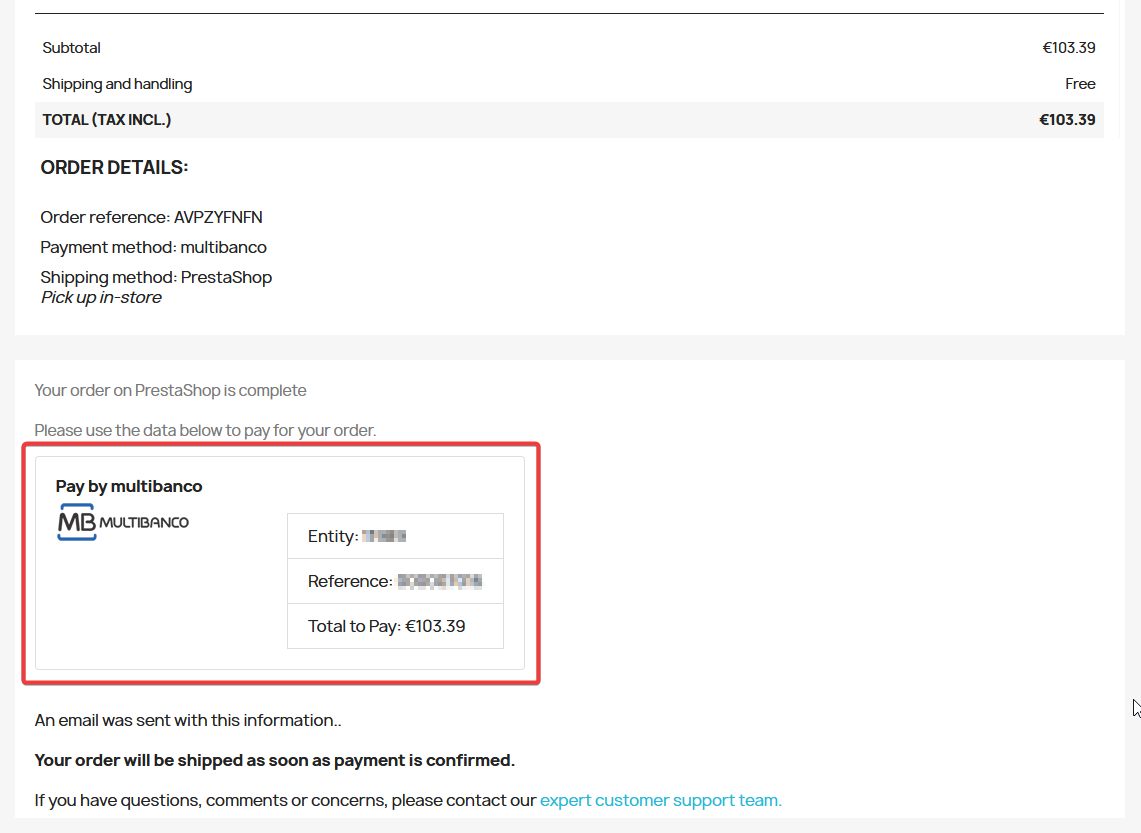 Subtotal €103.39
Shipping and handling Free
TOTAL (TAX INCL.) €103.39
ORDER DETAILS:
Order reference: AVPZYFNFN
Payment method: multibanco
Shipping method: PrestaShop
Pick up in-store
Your order on PrestaShop is complete
Please use the data below to pay for your order.
Pay by multibanco
MB MULTIBANCO
Entity:
Reference:
Total to Pay: €103.39
An email was sent with this information..
Your order will be shipped as soon as payment is confirmed.
If you have questions, comments or concerns, please contact our expert customer support team.